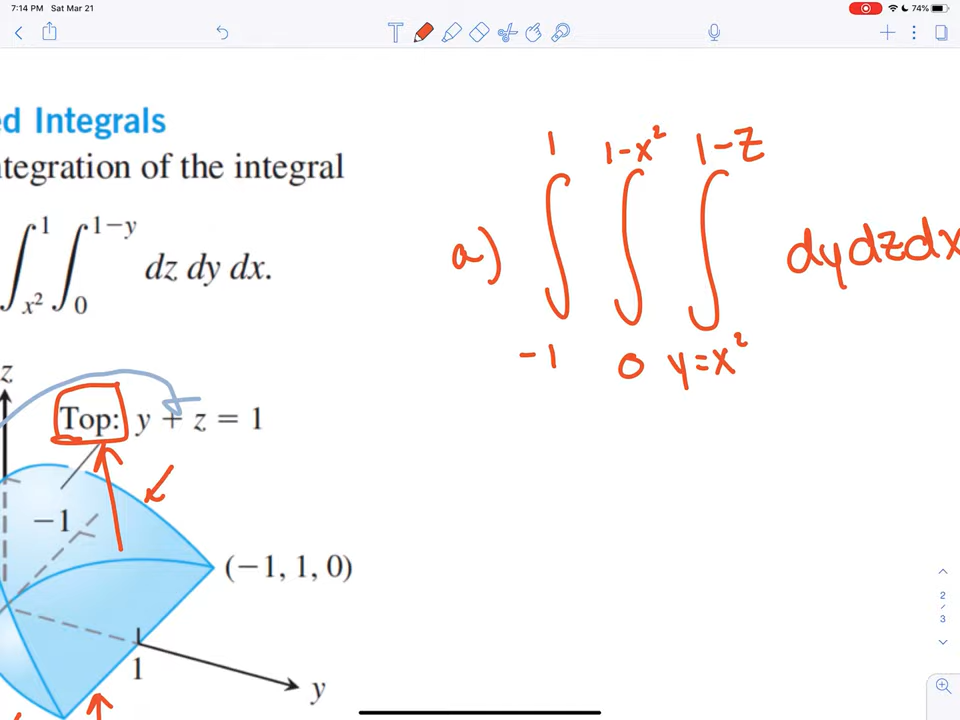 7:14 PM Sat Mar 21
74%
T
ed Integrals
ntegration of the integral
∫_{x²}^{1} ∫_{0}^{1−y} dz dy dx.
a) ∫_{-1}^{1} ∫_{0}^{1-x²} ∫_{y=x²}^{1-z} dydzdx
z
Top: y + z = 1
−1
(−1, 1, 0)
1
y
2
/
3